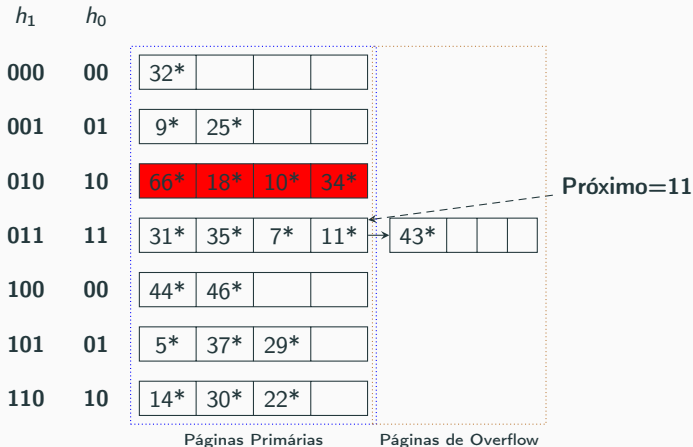 h₁ h₀
000 00 32*
001 01 9* 25*
010 10 66* 18* 10* 34*
Próximo=11
011 11 31* 35* 7* 11* 43*
100 00 44* 46*
101 01 5* 37* 29*
110 10 14* 30* 22*
Páginas Primárias Páginas de Overflow